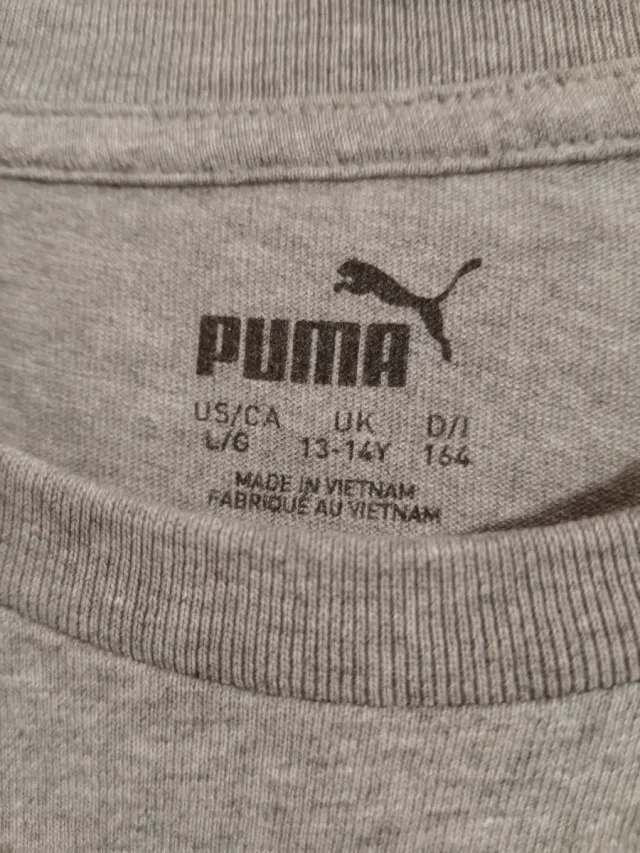 PUMA
US/CA UK D/I
L/G 13-14Y 164
MADE IN VIETNAM
FABRIQUÉ AU VIETNAM